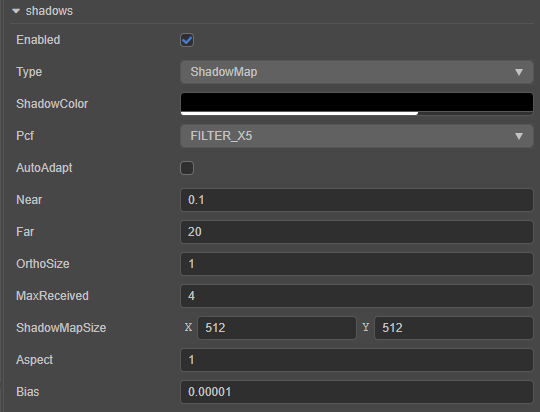 shadows
Enabled
Type ShadowMap
ShadowColor
Pcf FILTER_X5
AutoAdapt
Near 0.1
Far 20
OrthoSize 1
MaxReceived 4
ShadowMapSize X 512 Y 512
Aspect 1
Bias 0.00001